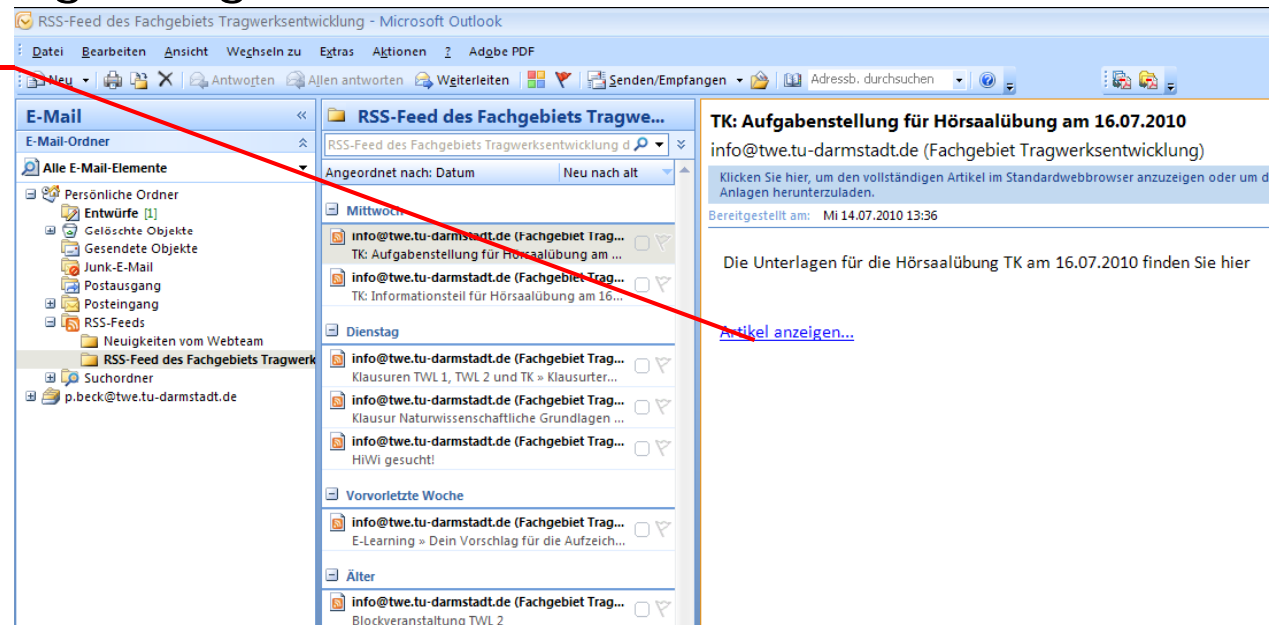 RSS-Feed des Fachgebiets Tragwerksentwicklung - Microsoft Outlook
Datei Bearbeiten Ansicht Wechseln zu Extras Aktionen ? Adobe PDF
Neu Antworten Allen antworten Weiterleiten Senden/Empfangen Adressb. durchsuchen
E-Mail
E-Mail-Ordner
Alle E-Mail-Elemente
Persönliche Ordner
Entwürfe [1]
Gelöschte Objekte
Gesendete Objekte
Junk-E-Mail
Postausgang
Posteingang
RSS-Feeds
Neuigkeiten vom Webteam
RSS-Feed des Fachgebiets Tragwerk
Suchordner
p.beck@twe.tu-darmstadt.de
RSS-Feed des Fachgebiets Tragwe...
RSS-Feed des Fachgebiets Tragwerksentwicklung d
Angeordnet nach: Datum Neu nach alt
Mittwoch
info@twe.tu-darmstadt.de (Fachgebiet Trag...
TK: Aufgabenstellung für Hörsaalübung am ...
info@twe.tu-darmstadt.de (Fachgebiet Trag...
TK: Informationsteil für Hörsaalübung am 16...
Dienstag
info@twe.tu-darmstadt.de (Fachgebiet Trag...
Klausuren TWL 1, TWL 2 und TK » Klausurter...
info@twe.tu-darmstadt.de (Fachgebiet Trag...
Klausur Naturwissenschaftliche Grundlagen ...
info@twe.tu-darmstadt.de (Fachgebiet Trag...
HiWi gesucht!
Vorvorletzte Woche
info@twe.tu-darmstadt.de (Fachgebiet Trag...
E-Learning » Dein Vorschlag für die Aufzeich...
Älter
info@twe.tu-darmstadt.de (Fachgebiet Trag...
Blockveranstaltung TWL 2
TK: Aufgabenstellung für Hörsaalübung am 16.07.2010
info@twe.tu-darmstadt.de (Fachgebiet Tragwerksentwicklung)
Klicken Sie hier, um den vollständigen Artikel im Standardwebbrowser anzuzeigen oder um d
Anlagen herunterzuladen.
Bereitgestellt am: Mi 14.07.2010 13:36
Die Unterlagen für die Hörsaalübung TK am 16.07.2010 finden Sie hier
Artikel anzeigen...